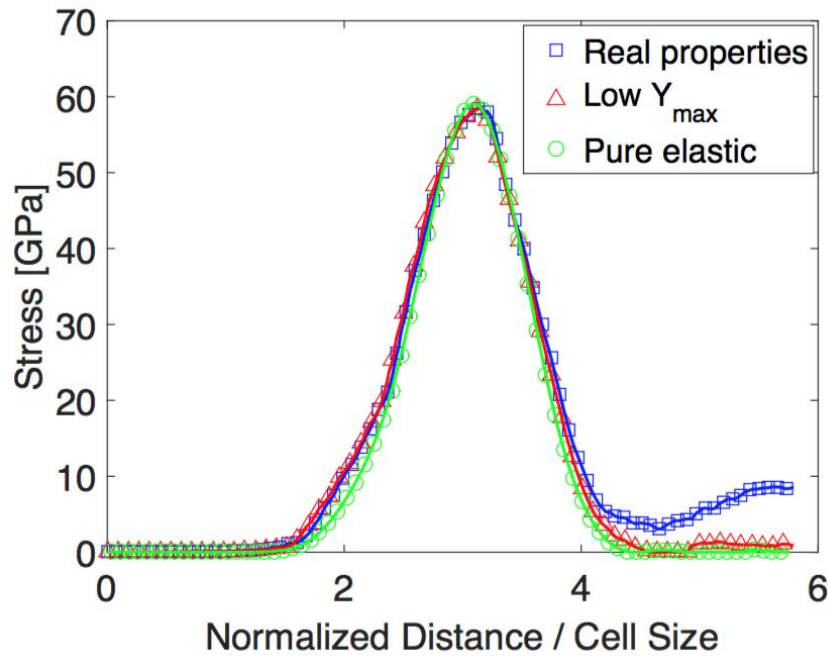 70
60
50
40
30
20
10
0
Stress [GPa]
Real properties
Low Y_max
Pure elastic
0 2 4 6
Normalized Distance / Cell Size